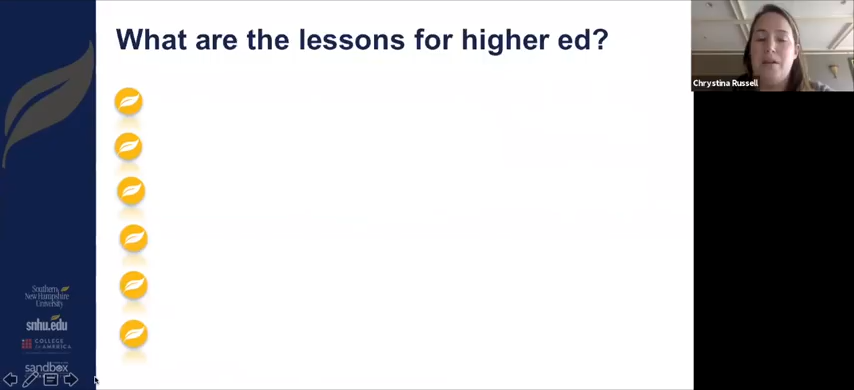 What are the lessons for higher ed?
Chrystina Russell
Southern
New Hampshire
University
snhu.edu
COLLEGE
for AMERICA
sandbox